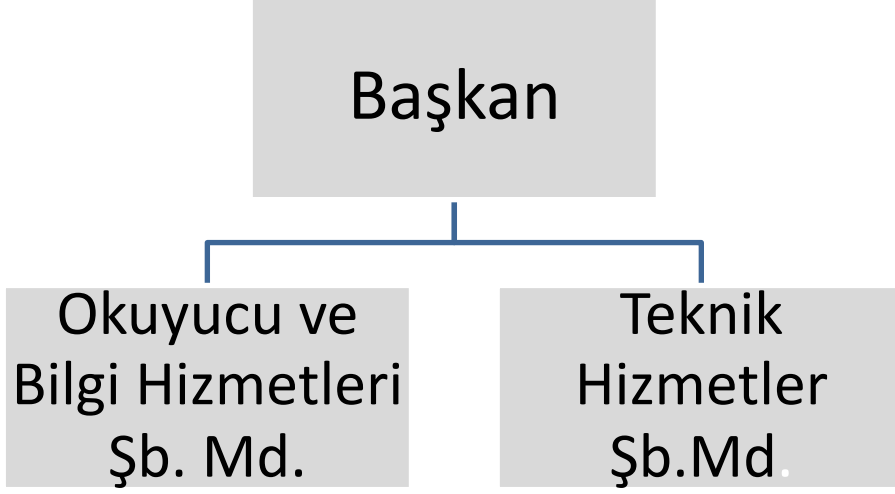 Başkan
Okuyucu ve
Bilgi Hizmetleri
Şb. Md.
Teknik
Hizmetler
Şb.Md.